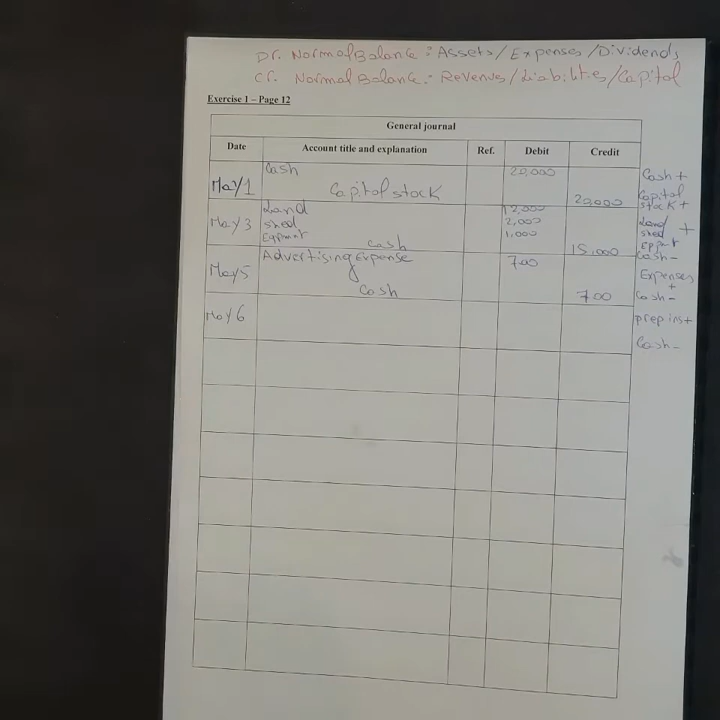 Dr. Normal Balance: Assets/Expenses/Dividends
Cr. Normal Balance: Revenues/Liabilities/Capital
Exercise 1 – Page 12
General journal
Date Account title and explanation Ref. Debit Credit
May 1 Cash 20,000
Capital stock 20,000
May 3 Land 12,000
Shed 2,000
Eqpment 1,000
Cash 15,000
May 5 Advertising Expense 700
Cash 700
May 6
Cash +
Capital
stock +
Land
shed +
Eppnt
Cash -
Expenses
+
Cash -
prep ins +
Cash -